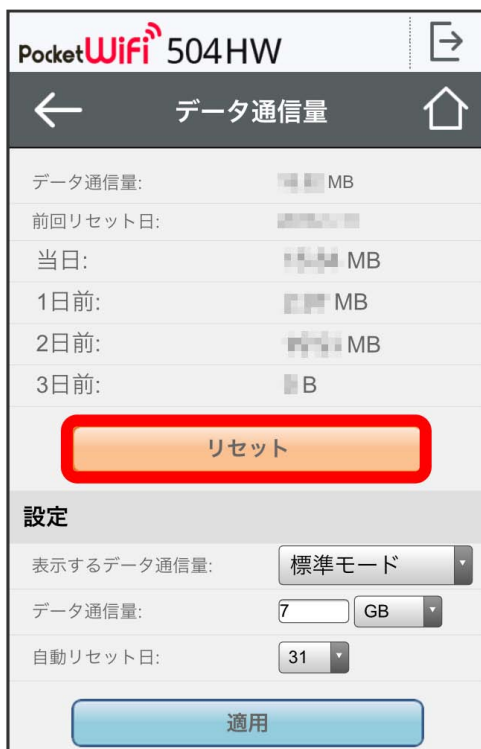 PocketWiFi 504HW
データ通信量
データ通信量: MB
前回リセット日:
当日: MB
1日前: MB
2日前: MB
3日前: B
リセット
設定
表示するデータ通信量: 標準モード
データ通信量: 7 GB
自動リセット日: 31
適用